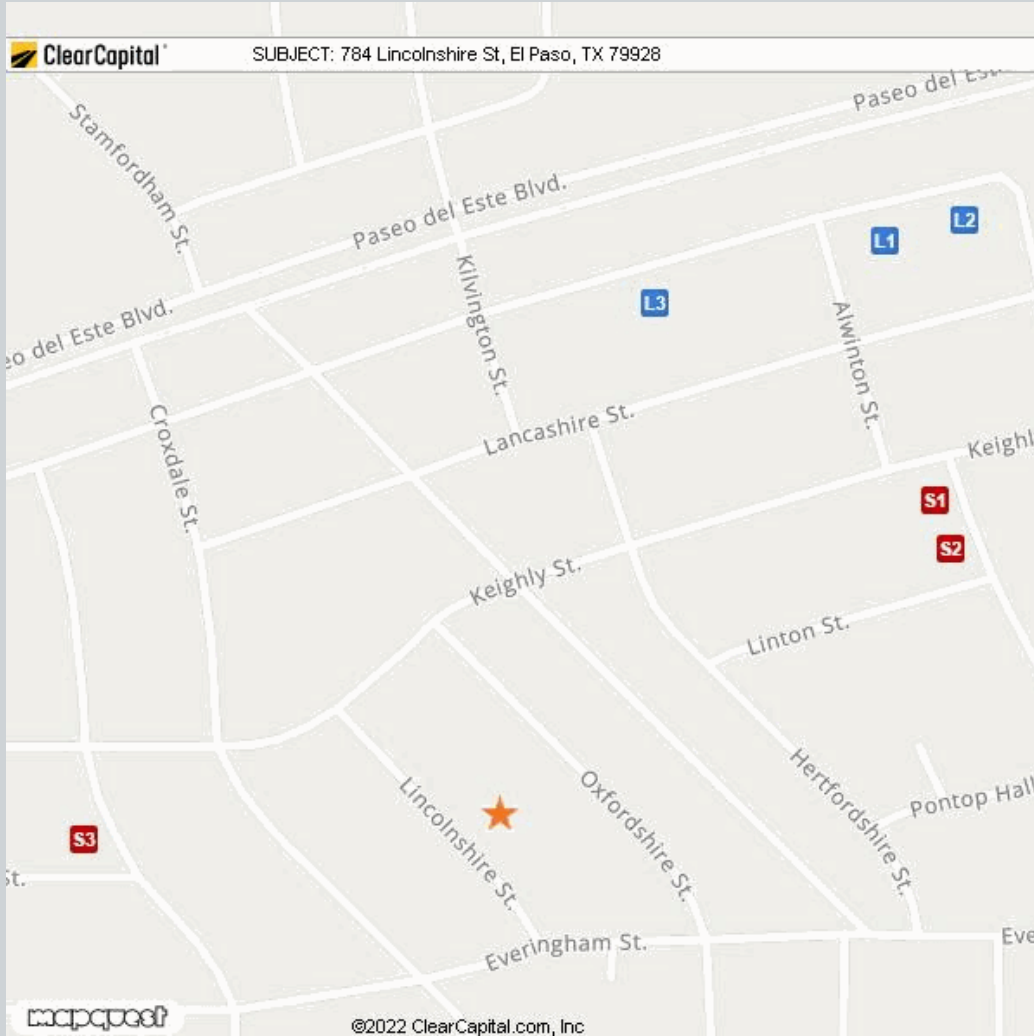 ClearCapital
SUBJECT: 784 Lincolnshire St, El Paso, TX 79928
Paseo del Est...
Stamfordham St.
Paseo del Este Blvd.
L2
L1
Kilvington St.
L3
eo del Este Blvd.
Alwinton St.
Croxdale St.
Lancashire St.
Keighl
S1
S2
Keighly St.
Linton St.
Hertfordshire St.
Oxfordshire St.
Lincolnshire St.
Pontop Hall
S3
St.
Everingham St.
Eve
mapquest
©2022 ClearCapital.com, Inc